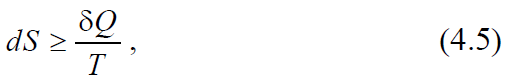 dS ≥ δQ / T , (4.5)